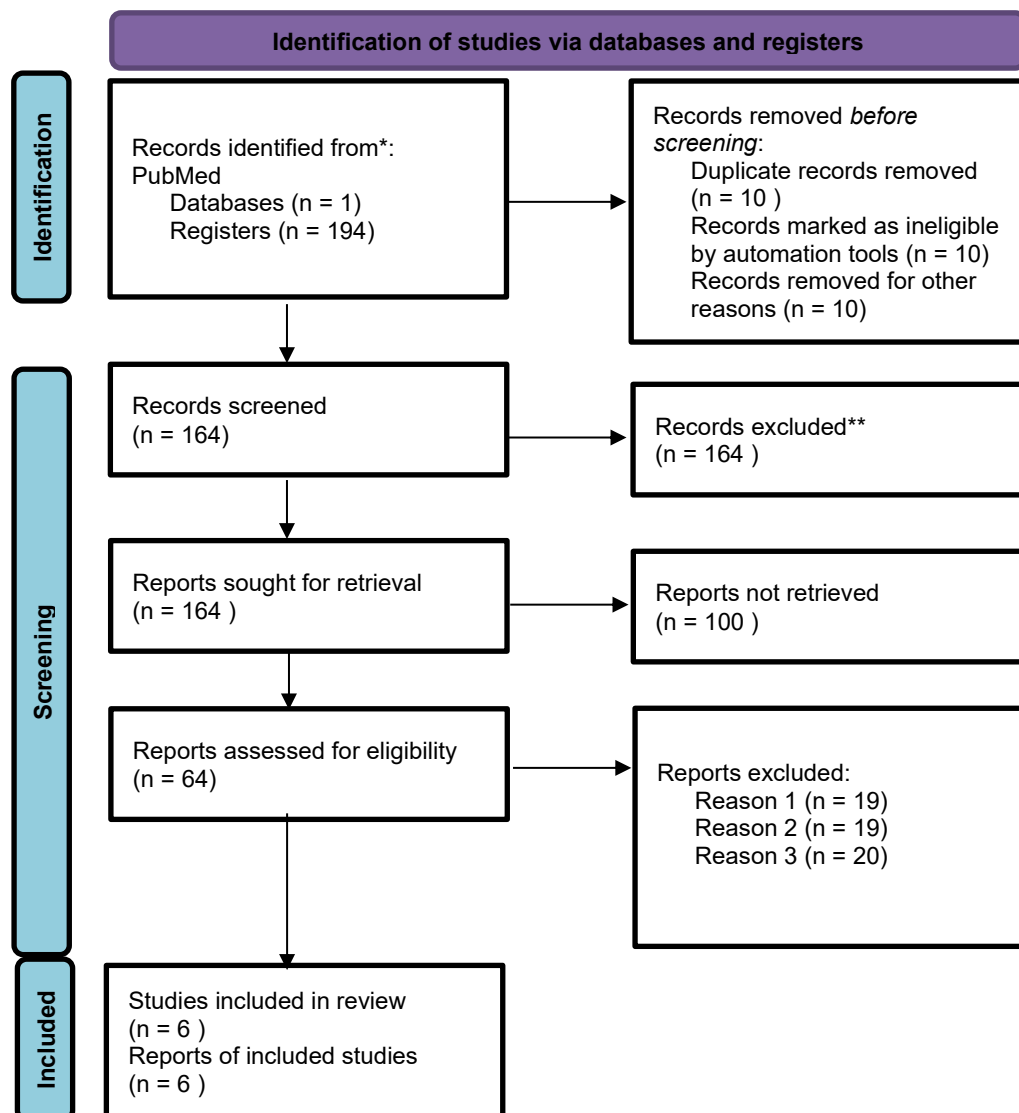 Identification of studies via databases and registers
Identification
Records identified from*:
PubMed
Databases (n = 1)
Registers (n = 194)
Records removed before
screening:
Duplicate records removed
(n = 10 )
Records marked as ineligible
by automation tools (n = 10)
Records removed for other
reasons (n = 10)
Screening
Records screened
(n = 164)
Records excluded**
(n = 164 )
Reports sought for retrieval
(n = 164 )
Reports not retrieved
(n = 100 )
Reports assessed for eligibility
(n = 64)
Reports excluded:
Reason 1 (n = 19)
Reason 2 (n = 19)
Reason 3 (n = 20)
Included
Studies included in review
(n = 6 )
Reports of included studies
(n = 6 )